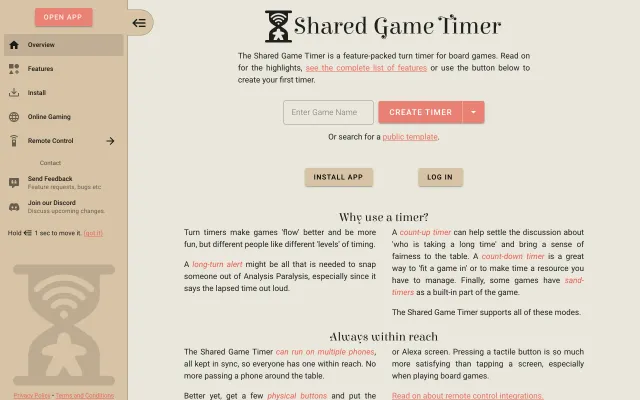 OPEN APP
Overview
Features
Install
Online Gaming
Remote Control
Contact
Send Feedback
Feature requests, bugs etc
Join our Discord
Discuss upcoming changes
Hold 1 sec to move it. (got it)
Privacy Policy - Terms and Conditions
Shared Game Timer
The Shared Game Timer is a feature-packed turn timer for board games. Read on
for the highlights, see the complete list of features or use the button below to
create your first timer.
Enter Game Name
CREATE TIMER
Or search for a public template.
INSTALL APP
LOG IN
Why use a timer?
Turn timers make games 'flow' better and be more
fun, but different people like different 'levels' of timing.
A long-turn alert might be all that is needed to snap
someone out of Analysis Paralysis, especially since it
says the lapsed time out loud.
A count-up timer can help settle the discussion about
'who is taking a long time' and bring a sense of
fairness to the table. A count-down timer is a great
way to 'fit a game in' or to make time a resource you
have to manage. Finally, some games have sand-
timers as a built-in part of the game.
The Shared Game Timer supports all of these modes.
Always within reach
The Shared Game Timer can run on multiple phones,
all kept in sync, so everyone has one within reach. No
more passing a phone around the table.
Better yet, get a few physical buttons and put the
or Alexa screen. Pressing a tactile button is so much
more satisfying than tapping a screen, especially
when playing board games.
Read on about remote control integrations.